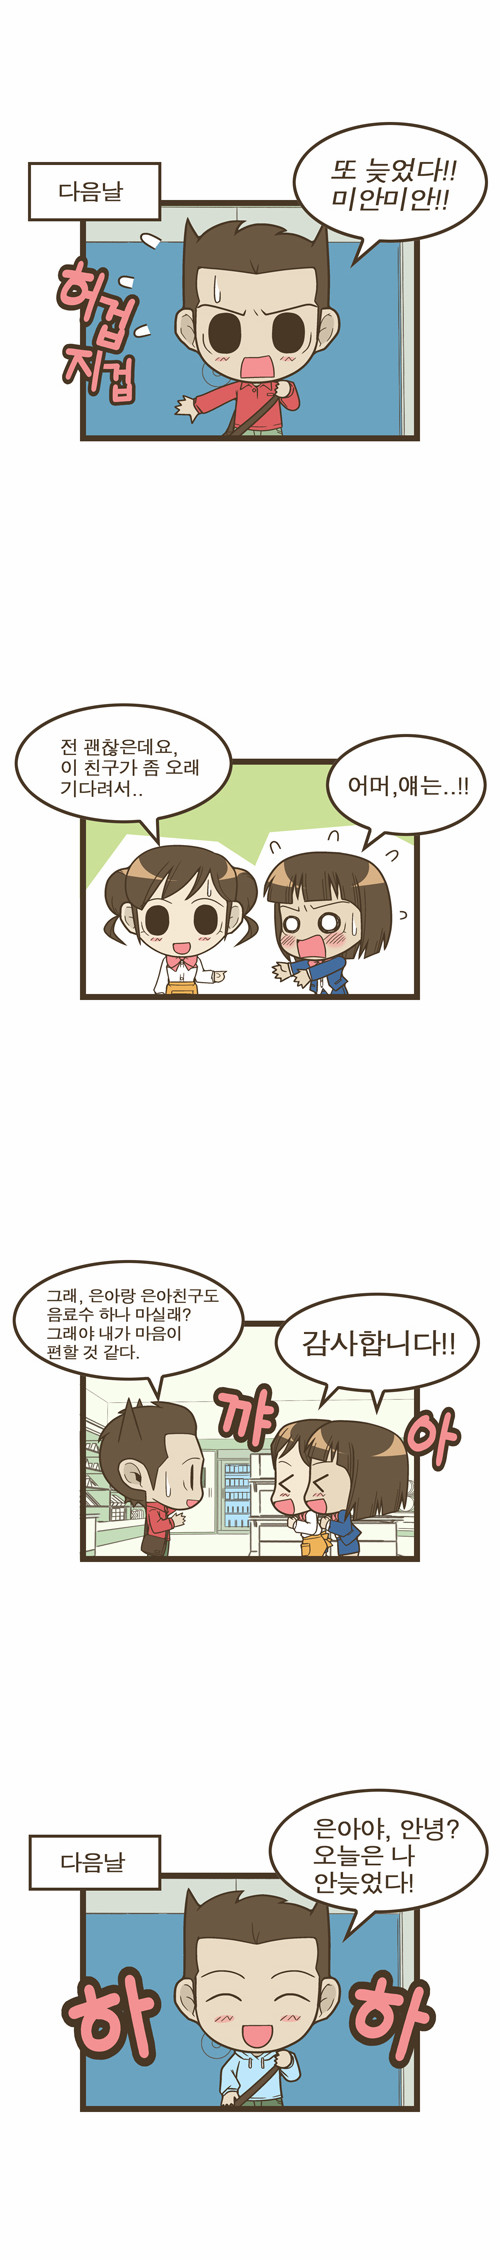 다음날
또 늦었다!!
미안미안!!
허겁
지겁
전 괜찮은데요,
이 친구가 좀 오래
기다려서..
어머,얘는..!!
그래, 은아랑 은아친구도
음료수 하나 마실래?
그래야 내가 마음이
편할 것 같다.
감사합니다!!
꺄
아
다음날
은아야, 안녕?
오늘은 나
안늦었다!
하
하